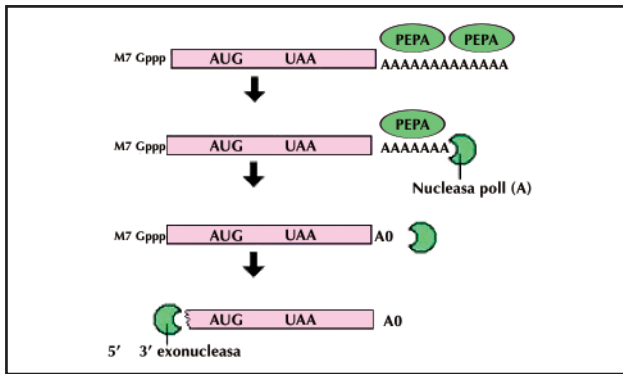 PEPA PEPA
M7 Gppp AUG UAA AAAAAAAAAAAAA
PEPA
M7 Gppp AUG UAA AAAAAAA
Nucleasa poll (A)
M7 Gppp AUG UAA A0
AUG UAA A0
5' 3' exonucleasa